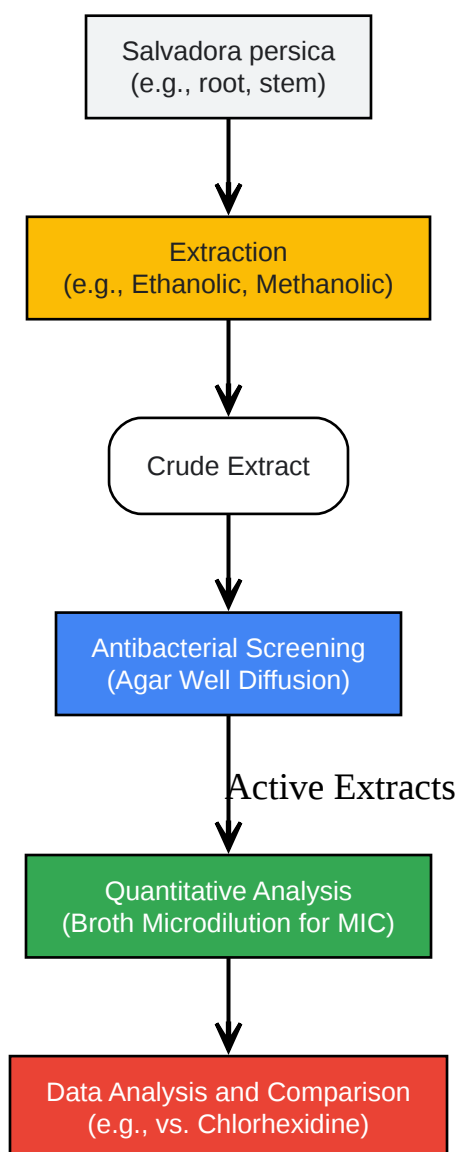 Salvadora persica
(e.g., root, stem)
Extraction
(e.g., Ethanolic, Methanolic)
Crude Extract
Antibacterial Screening
(Agar Well Diffusion)
Active Extracts
Quantitative Analysis
(Broth Microdilution for MIC)
Data Analysis and Comparison
(e.g., vs. Chlorhexidine)